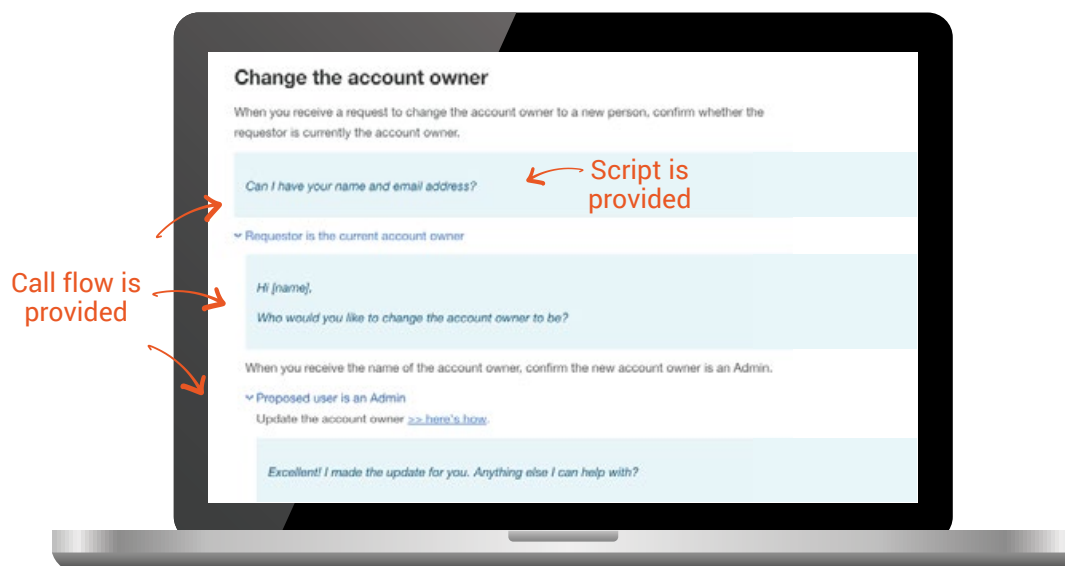 Change the account owner
When you receive a request to change the account owner to a new person, confirm whether the
requestor is currently the account owner.
Script is
provided
Can I have your name and email address?
Requestor is the current account owner
Call flow is
provided
Hi [name],
Who would you like to change the account owner to be?
When you receive the name of the account owner, confirm the new account owner is an Admin.
Proposed user is an Admin
Update the account owner >> here's how.
Excellent! I made the update for you. Anything else I can help with?